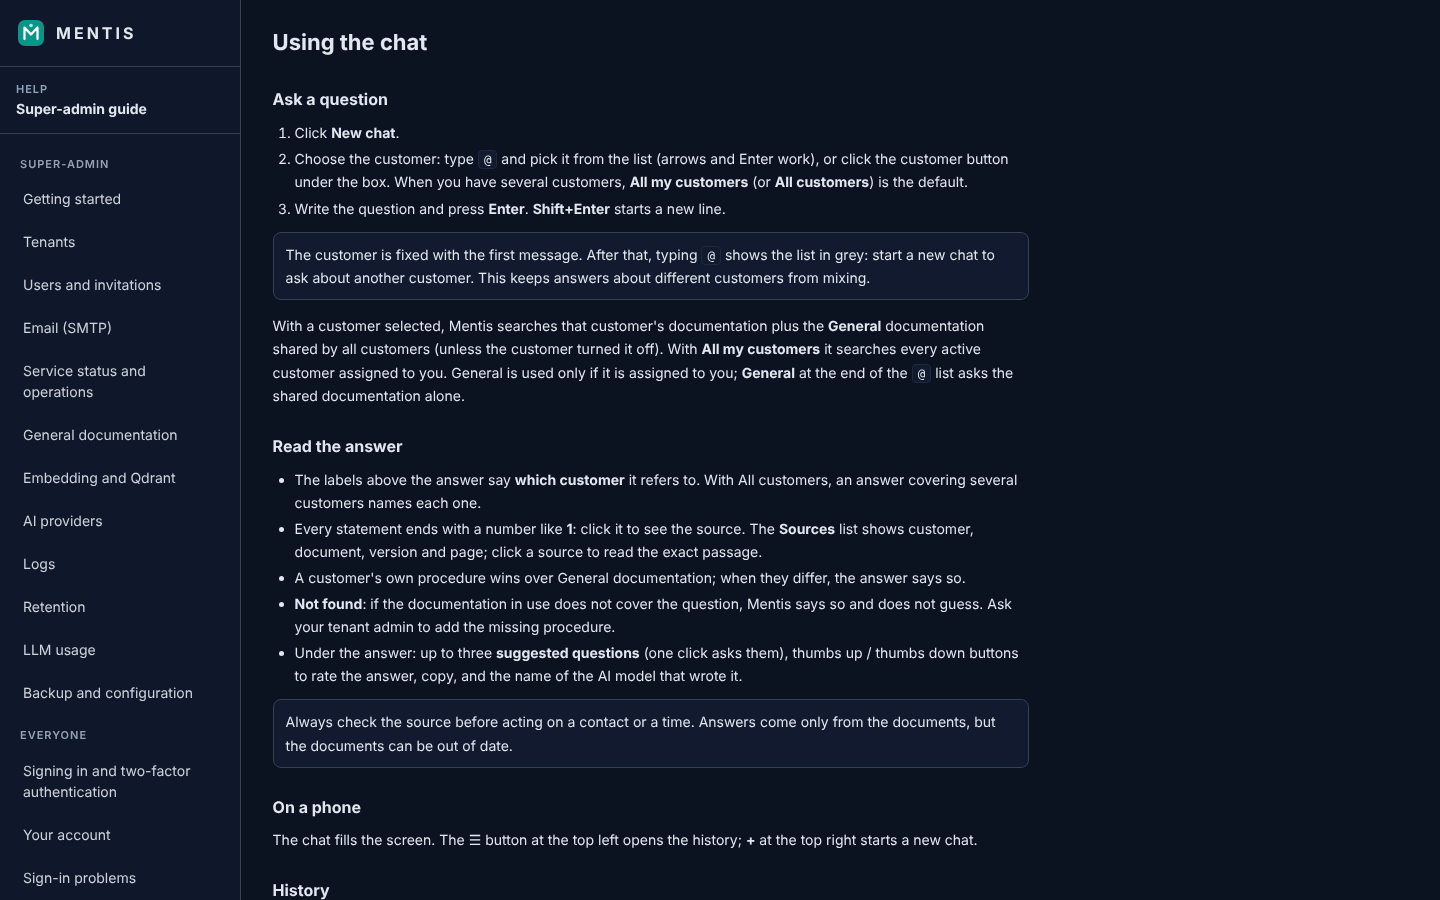 MENTIS
HELP
Super-admin guide
SUPER-ADMIN
Getting started
Tenants
Users and invitations
Email (SMTP)
Service status and
operations
General documentation
Embedding and Qdrant
AI providers
Logs
Retention
LLM usage
Backup and configuration
EVERYONE
Signing in and two-factor
authentication
Your account
Sign-in problems
Using the chat
Ask a question
1. Click New chat.
2. Choose the customer: type @ and pick it from the list (arrows and Enter work), or click the customer button
under the box. When you have several customers, All my customers (or All customers) is the default.
3. Write the question and press Enter. Shift+Enter starts a new line.
The customer is fixed with the first message. After that, typing @ shows the list in grey: start a new chat to
ask about another customer. This keeps answers about different customers from mixing.
With a customer selected, Mentis searches that customer's documentation plus the General documentation
shared by all customers (unless the customer turned it off). With All my customers it searches every active
customer assigned to you. General is used only if it is assigned to you; General at the end of the @ list asks the
shared documentation alone.
Read the answer
• The labels above the answer say which customer it refers to. With All customers, an answer covering several
customers names each one.
• Every statement ends with a number like 1: click it to see the source. The Sources list shows customer,
document, version and page; click a source to read the exact passage.
• A customer's own procedure wins over General documentation; when they differ, the answer says so.
• Not found: if the documentation in use does not cover the question, Mentis says so and does not guess. Ask
your tenant admin to add the missing procedure.
• Under the answer: up to three suggested questions (one click asks them), thumbs up / thumbs down buttons
to rate the answer, copy, and the name of the AI model that wrote it.
Always check the source before acting on a contact or a time. Answers come only from the documents, but
the documents can be out of date.
On a phone
The chat fills the screen. The ☰ button at the top left opens the history; + at the top right starts a new chat.
History